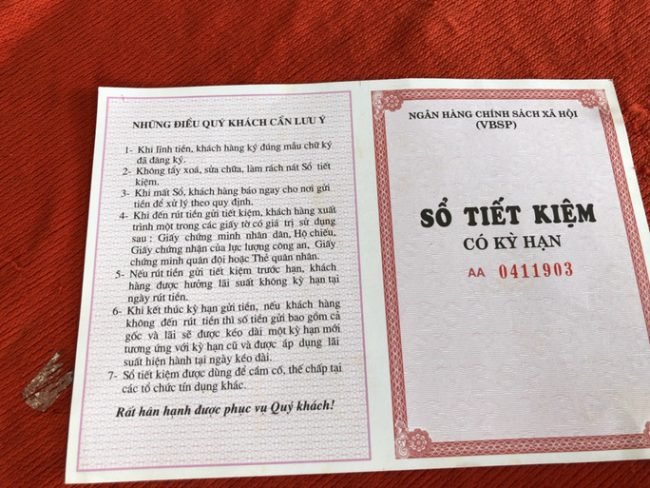 NHỮNG ĐIỀU QUÝ KHÁCH CẦN LƯU Ý
1- Khi lĩnh tiền, khách hàng ký đúng mẫu chữ ký
đã đăng ký.
2- Không tẩy xoá, sửa chữa, làm rách nát Sổ tiết
kiệm.
3- Khi mất Sổ, khách hàng báo ngay cho nơi gửi
tiền để xử lý theo quy định.
4- Khi đến rút tiền gửi tiết kiệm, khách hàng xuất
trình một trong các giấy tờ có giá trị sử dụng
sau : Giấy chứng minh nhân dân, Hộ chiếu,
Giấy chứng nhận của lực lượng công an, Giấy
chứng minh quân đội hoặc Thẻ quân nhân.
5- Nếu rút tiền gửi tiết kiệm trước hạn, khách
hàng được hưởng lãi suất không kỳ hạn tại
ngày rút tiền.
6- Khi kết thúc kỳ hạn gửi tiền, nếu khách hàng
không đến rút tiền thì số tiền gửi bao gồm cả
gốc và lãi sẽ được kéo dài một kỳ hạn mới
tương ứng với kỳ hạn cũ và được áp dụng lãi
suất hiện hành tại ngày kéo dài.
7- Sổ tiết kiệm được dùng để cầm cố, thế chấp tại
các tổ chức tín dụng khác.
Rất hân hạnh được phục vụ Quý khách!
NGÂN HÀNG CHÍNH SÁCH XÃ HỘI
(VBSP)
SỔ TIẾT KIỆM
CÓ KỲ HẠN
AA 0411903